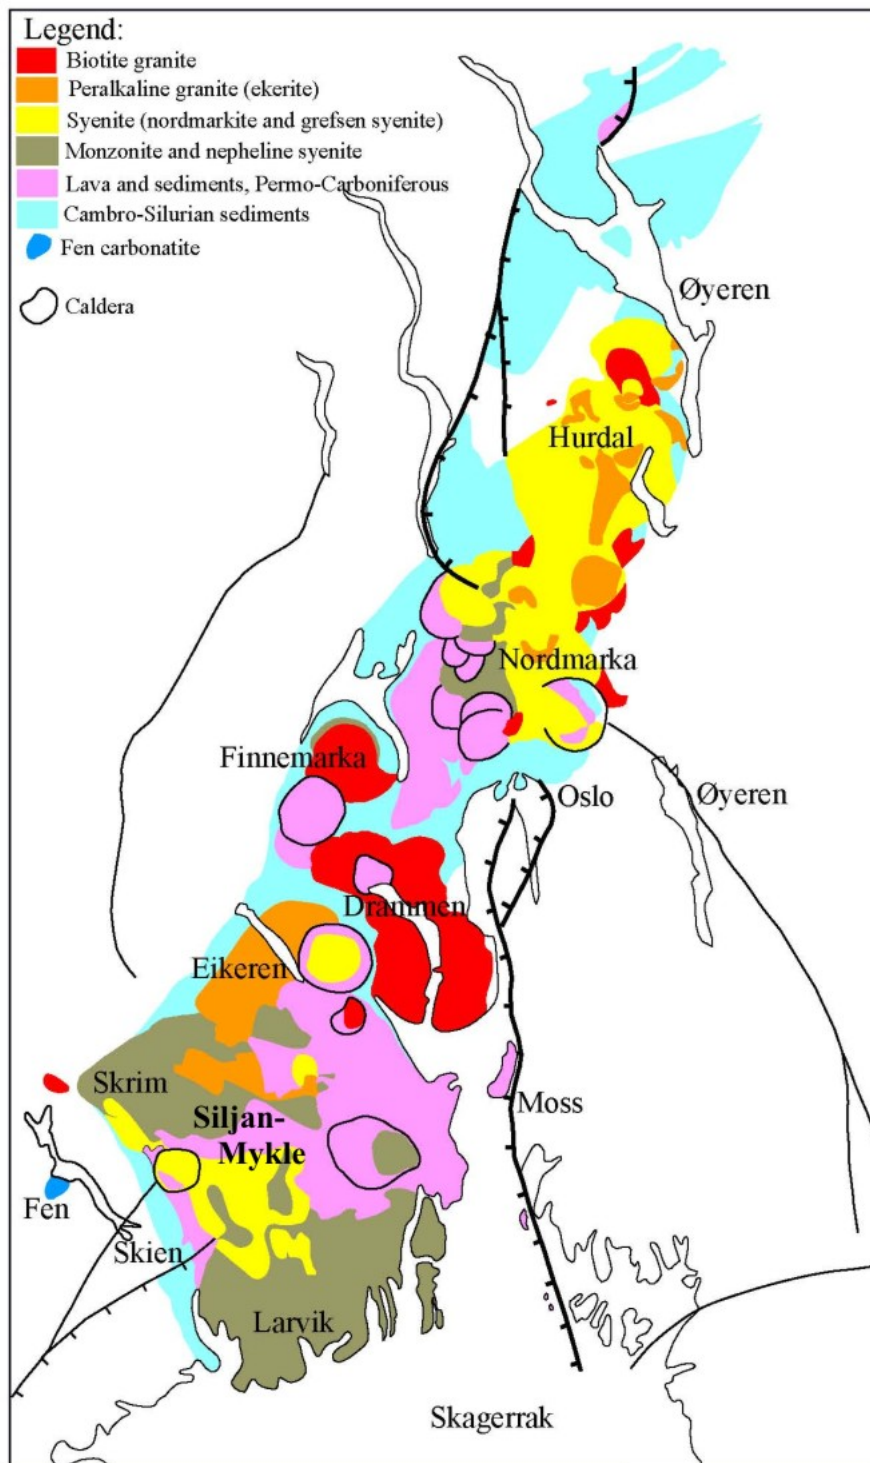 Legend:
Biotite granite
Peralkaline granite (ekerite)
Syenite (nordmarkite and grefsen syenite)
Monzonite and nepheline syenite
Lava and sediments, Permo-Carboniferous
Cambro-Silurian sediments
Fen carbonatite
Caldera
Øyeren
Hurdal
Nordmarka
Finnemarka
Oslo
Øyeren
Drammen
Eikeren
Skrim
Siljan-
Mykle
Moss
Fen
Skien
Larvik
Skagerrak